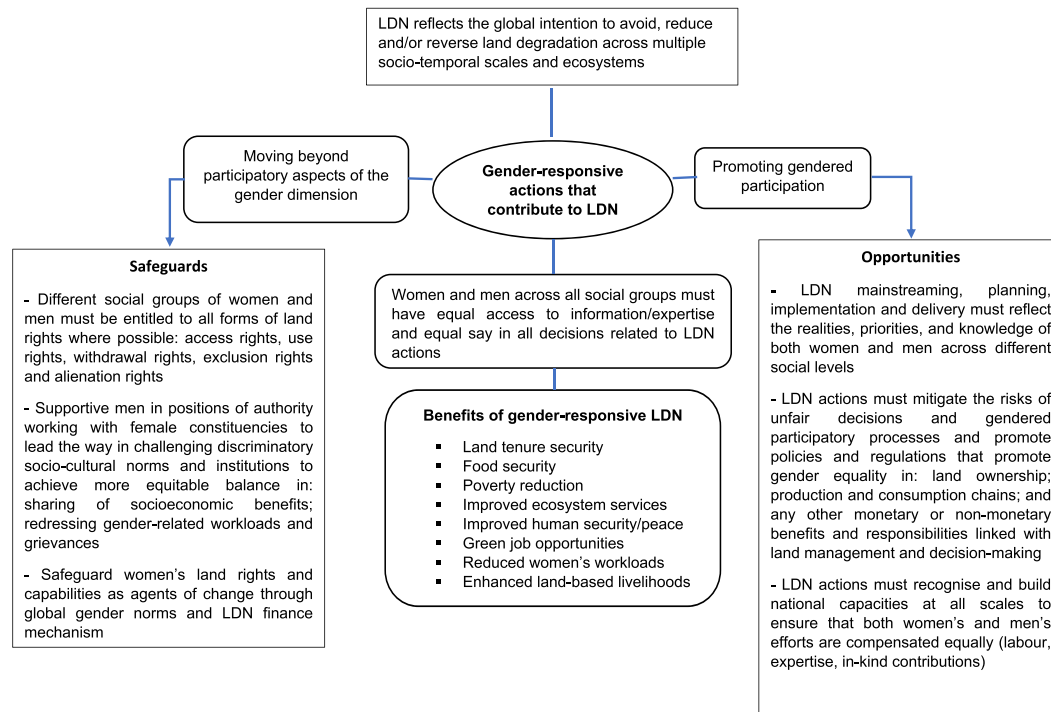 LDN reflects the global intention to avoid, reduce
and/or reverse land degradation across multiple
socio-temporal scales and ecosystems
Moving beyond
participatory aspects of the
gender dimension
Gender-responsive
actions that
contribute to LDN
Promoting gendered
participation
Safeguards
- Different social groups of women and
men must be entitled to all forms of land
rights where possible: access rights, use
rights, withdrawal rights, exclusion rights
and alienation rights
- Supportive men in positions of authority
working with female constituencies to
lead the way in challenging discriminatory
socio-cultural norms and institutions to
achieve more equitable balance in:
sharing of socioeconomic benefits;
redressing gender-related workloads and
grievances
- Safeguard women’s land rights and
capabilities as agents of change through
global gender norms and LDN finance
mechanism
Women and men across all social groups must
have equal access to information/expertise
and equal say in all decisions related to LDN
actions
Benefits of gender-responsive LDN
▪ Land tenure security
▪ Food security
▪ Poverty reduction
▪ Improved ecosystem services
▪ Improved human security/peace
▪ Green job opportunities
▪ Reduced women’s workloads
▪ Enhanced land-based livelihoods
Opportunities
- LDN mainstreaming, planning,
implementation and delivery must reflect
the realities, priorities, and knowledge of
both women and men across different
social levels
- LDN actions must mitigate the risks of
unfair decisions and gendered
participatory processes and promote
policies and regulations that promote
gender equality in: land ownership;
production and consumption chains; and
any other monetary or non-monetary
benefits and responsibilities linked with
land management and decision-making
- LDN actions must recognise and build
national capacities at all scales to
ensure that both women’s and men’s
efforts are compensated equally (labour,
expertise, in-kind contributions)